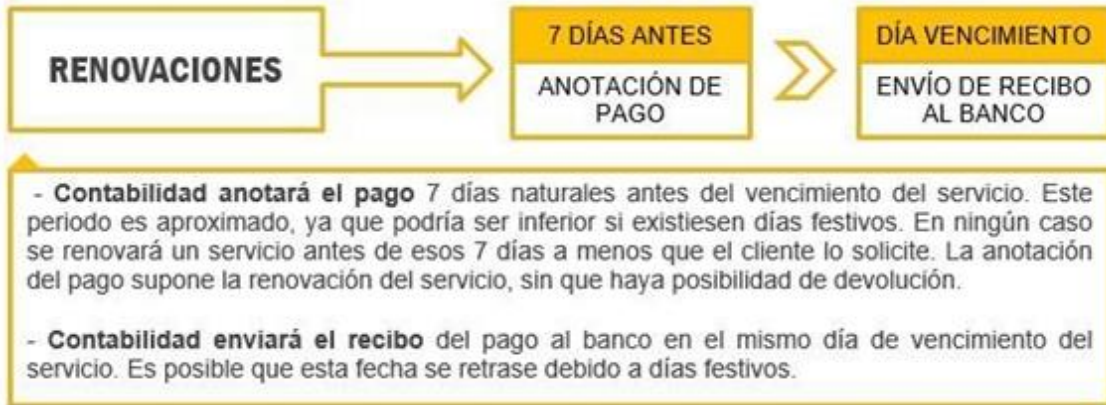 RENOVACIONES
7 DÍAS ANTES
ANOTACIÓN DE
PAGO
DÍA VENCIMIENTO
ENVÍO DE RECIBO
AL BANCO
- Contabilidad anotará el pago 7 días naturales antes del vencimiento del servicio. Este
periodo es aproximado, ya que podría ser inferior si existiesen días festivos. En ningún caso
se renovará un servicio antes de esos 7 días a menos que el cliente lo solicite. La anotación
del pago supone la renovación del servicio, sin que haya posibilidad de devolución.
- Contabilidad enviará el recibo del pago al banco en el mismo día de vencimiento del
servicio. Es posible que esta fecha se retrase debido a días festivos.